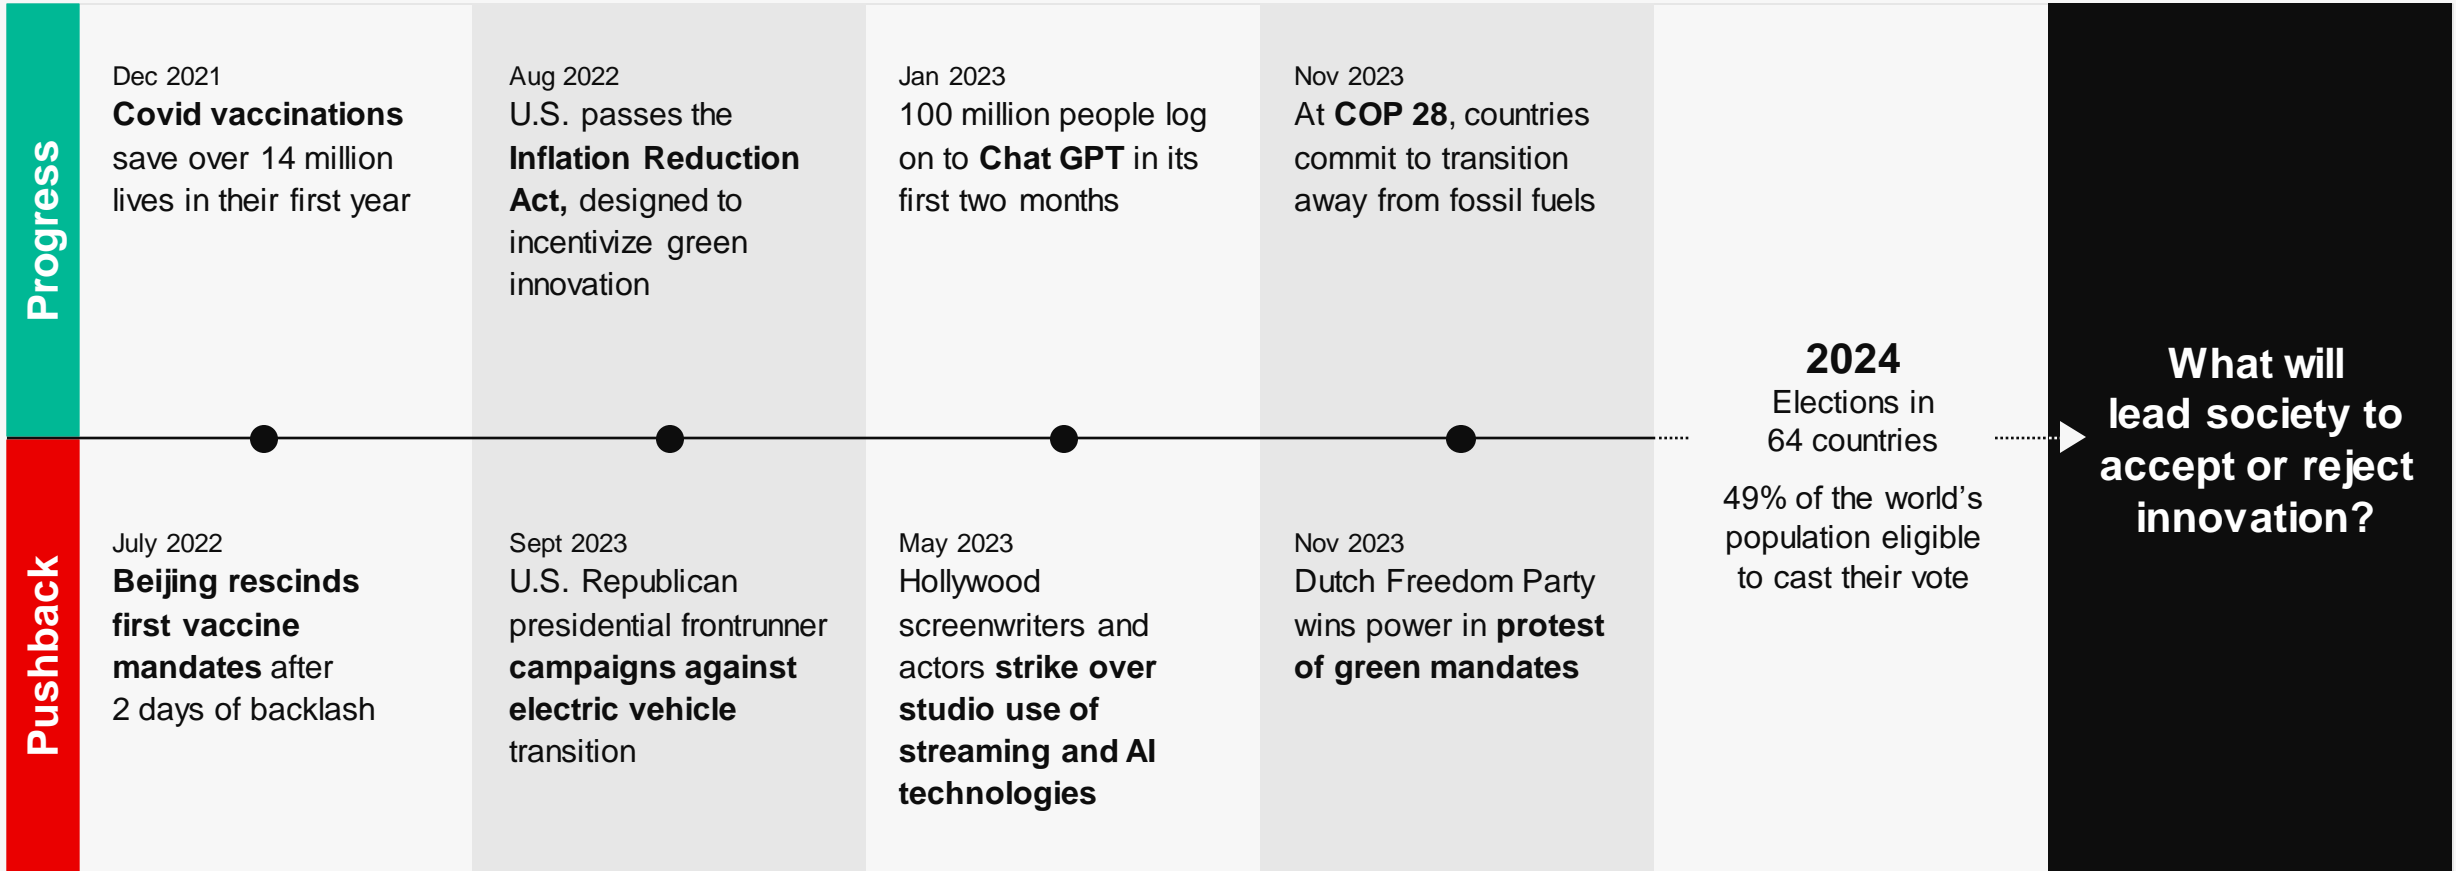 Progress
Dec 2021
Covid vaccinations
save over 14 million
lives in their first year
Aug 2022
U.S. passes the
Inflation Reduction
Act, designed to
incentivize green
innovation
Jan 2023
100 million people log
on to Chat GPT in its
first two months
Nov 2023
At COP 28, countries
commit to transition
away from fossil fuels
Pushback
July 2022
Beijing rescinds
first vaccine
mandates after
2 days of backlash
Sept 2023
U.S. Republican
presidential frontrunner
campaigns against
electric vehicle
transition
May 2023
Hollywood
screenwriters and
actors strike over
studio use of
streaming and AI
technologies
Nov 2023
Dutch Freedom Party
wins power in protest
of green mandates
2024
Elections in
64 countries
49% of the world’s
population eligible
to cast their vote
What will
lead society to
accept or reject
innovation?